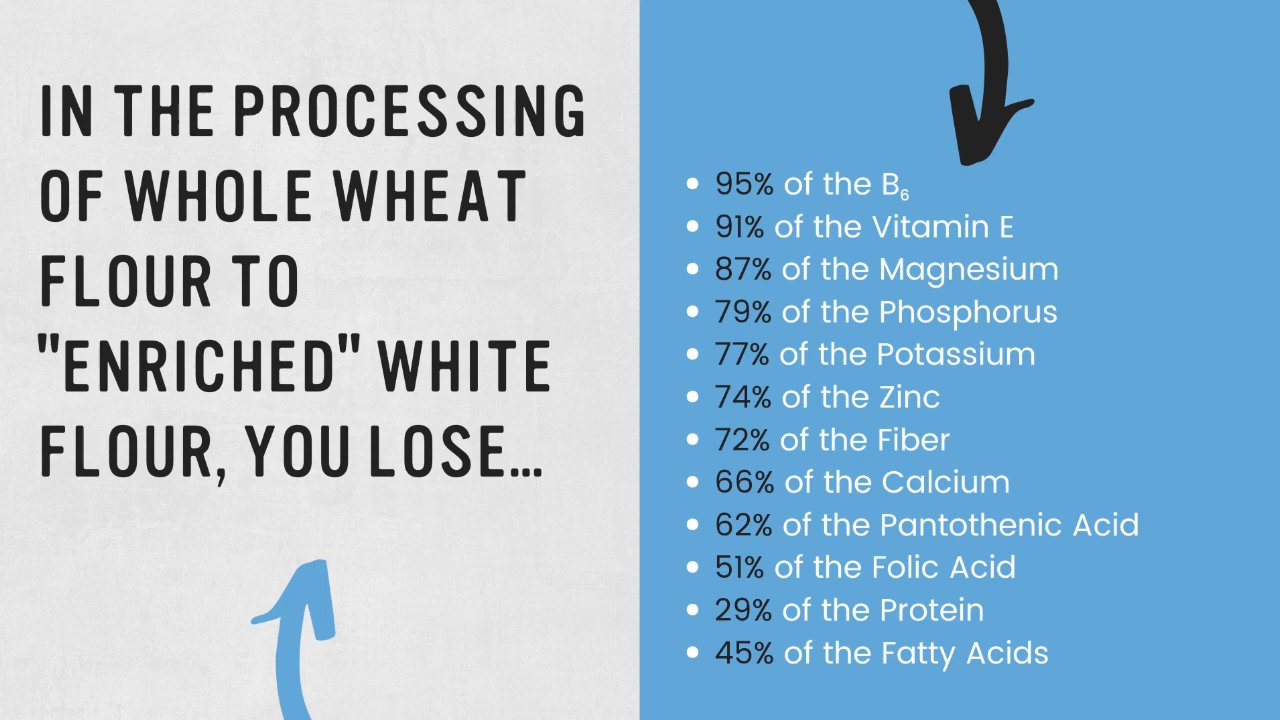 IN THE PROCESSING
OF WHOLE WHEAT
FLOUR TO
"ENRICHED" WHITE
FLOUR, YOU LOSE...
• 95% of the B₆
• 91% of the Vitamin E
• 87% of the Magnesium
• 79% of the Phosphorus
• 77% of the Potassium
• 74% of the Zinc
• 72% of the Fiber
• 66% of the Calcium
• 62% of the Pantothenic Acid
• 51% of the Folic Acid
• 29% of the Protein
• 45% of the Fatty Acids